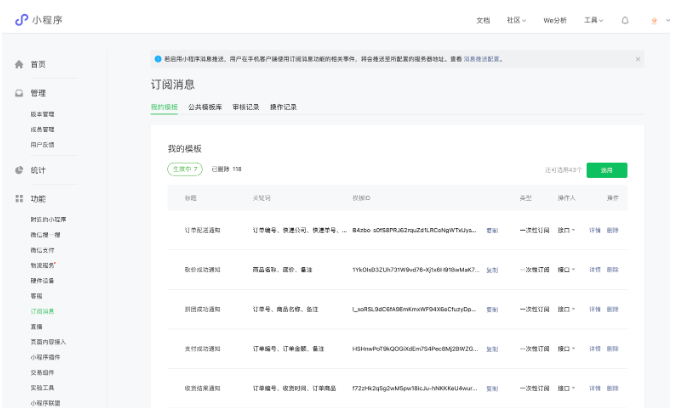 小程序
文档 社区 We分析 工具
若启用小程序消息推送，用户在手机客户端使用订阅消息功能的相关事件，将会推送至所配置的服务器地址。查看 消息推送配置。
首页
管理
版本管理
成员管理
用户反馈
统计
功能
附近的小程序
微信搜一搜
微信支付
物流服务
硬件设备
客服
订阅消息
直播
页面内容接入
小程序插件
交易组件
实验工具
小程序联盟
订阅消息
我的模板 公共模板库 审核记录 操作记录
我的模板
生效中 7 已删除 118
还可选用43个 选用
标题 关键词 模板ID 类型 操作人 操作
订单配送通知 订单编号、快递公司、快递单号、... 复制 一次性订阅 接口 详情 删除
砍价成功通知 商品名称、底价、备注 复制 一次性订阅 接口 详情 删除
拼团成功通知 订单号、商品名称、备注 复制 一次性订阅 接口 详情 删除
支付成功通知 订单编号、订单金额、备注 复制 一次性订阅 接口 详情 删除
收货结果通知 订单编号、收货时间、订单商品 复制 一次性订阅 接口 详情 删除